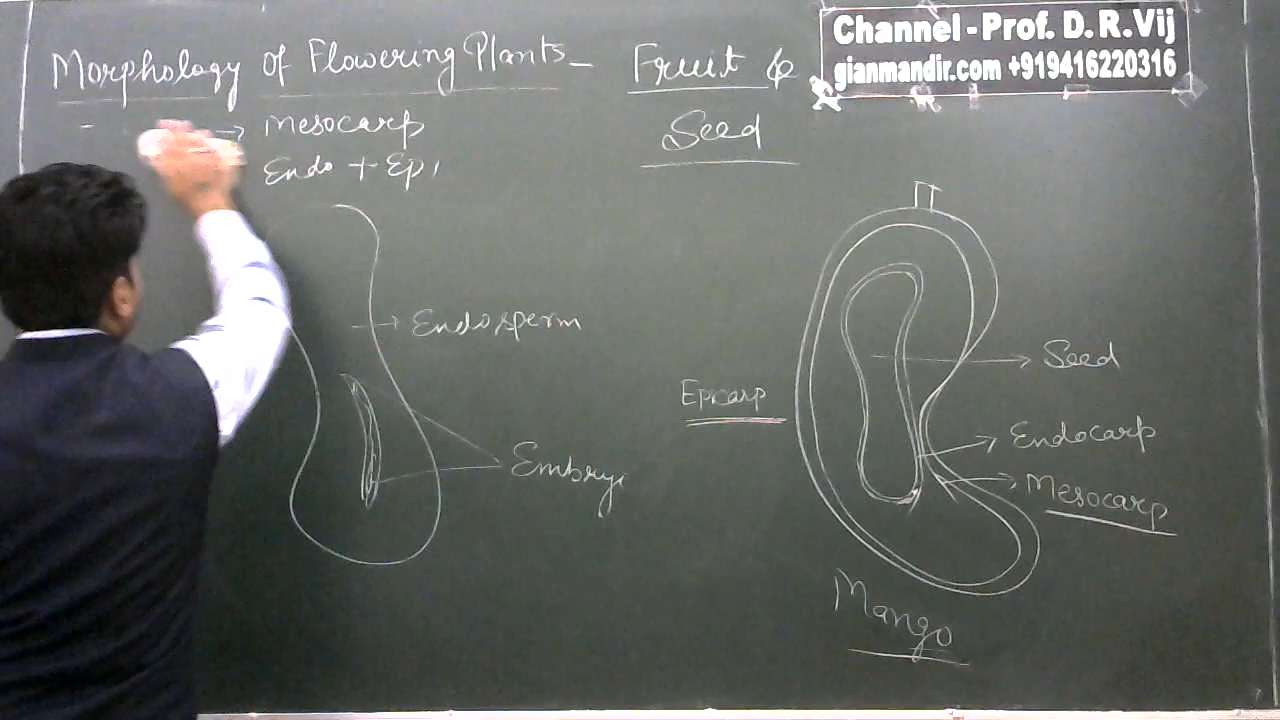 Channel - Prof. D. R. Vij
gianmandir.com +919416220316
Morphology of Flowering Plants - Fruit &
Seed
→ Mesocarp
Endo + Ep
→ Endosperm
Embryo
Epicarp
→ Seed
→ Endocarp
→ Mesocarp
Mango